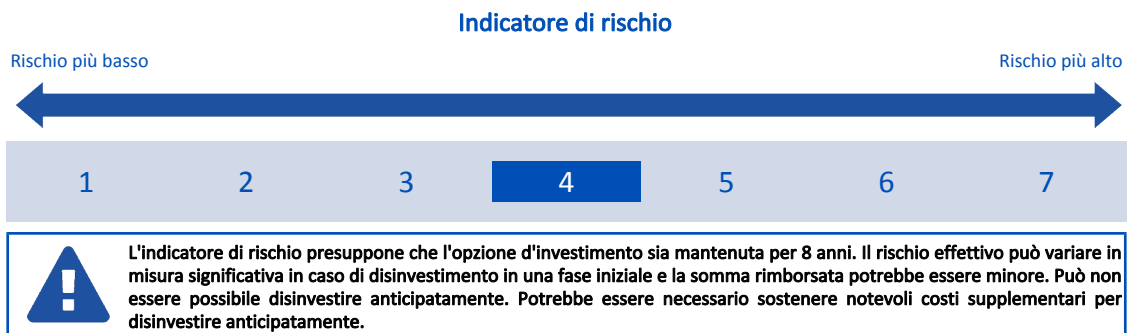 Indicatore di rischio
Rischio più basso
Rischio più alto
1 2 3 4 5 6 7
L'indicatore di rischio presuppone che l'opzione d'investimento sia mantenuta per 8 anni. Il rischio effettivo può variare in
misura significativa in caso di disinvestimento in una fase iniziale e la somma rimborsata potrebbe essere minore. Può non
essere possibile disinvestire anticipatamente. Potrebbe essere necessario sostenere notevoli costi supplementari per
disinvestire anticipatamente.